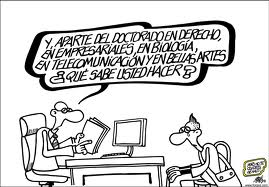 Y, APARTE DEL DOCTORADO EN DERECHO,
EN EMPRESARIALES, EN BIOLOGÍA,
EN TELECOMUNICACIÓN Y EN BELLAS ARTES
¿QUÉ SABE USTED HACER?